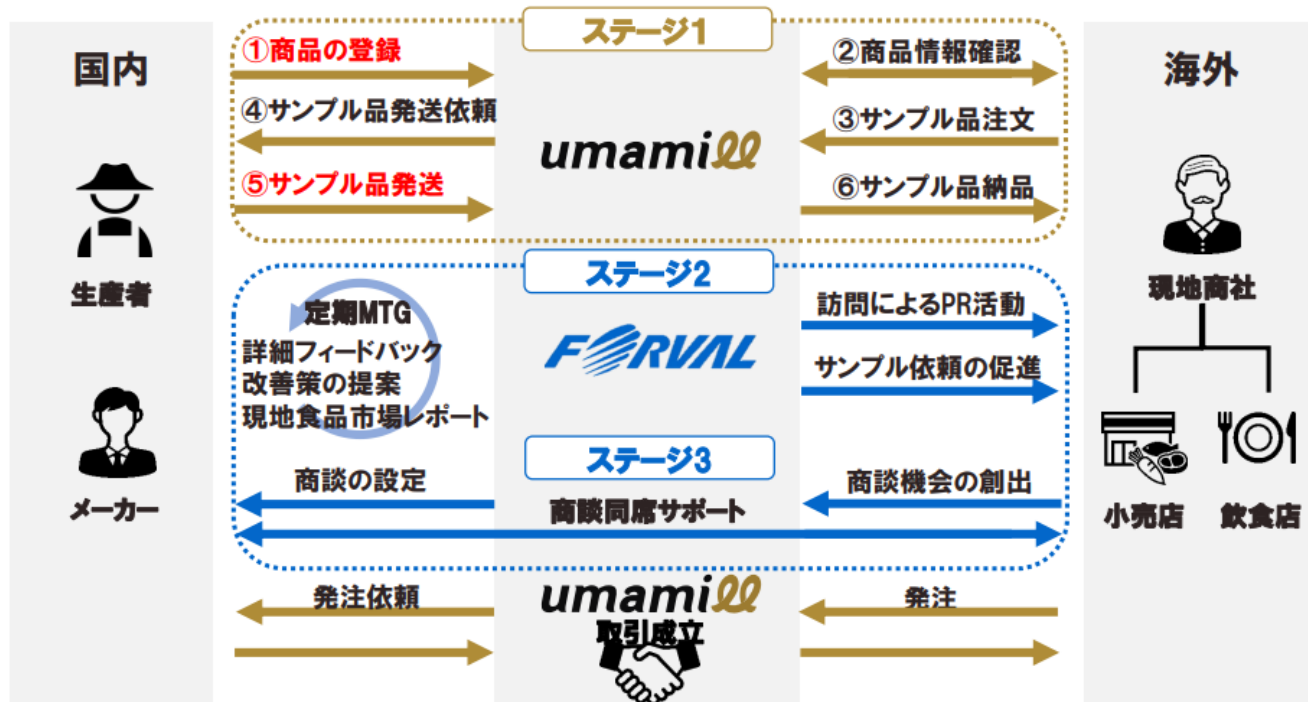 国内
生産者
メーカー
ステージ1
①商品の登録
②商品情報確認
④サンプル品発送依頼
③サンプル品注文
umamill
⑤サンプル品発送
⑥サンプル品納品
ステージ2
定期MTG
詳細フィードバック
改善策の提案
現地食品市場レポート
FORVAL
訪問によるPR活動
サンプル依頼の促進
ステージ3
商談の設定
商談機会の創出
商談同席サポート
発注依頼
umamill
発注
取引成立
海外
現地商社
小売店
飲食店